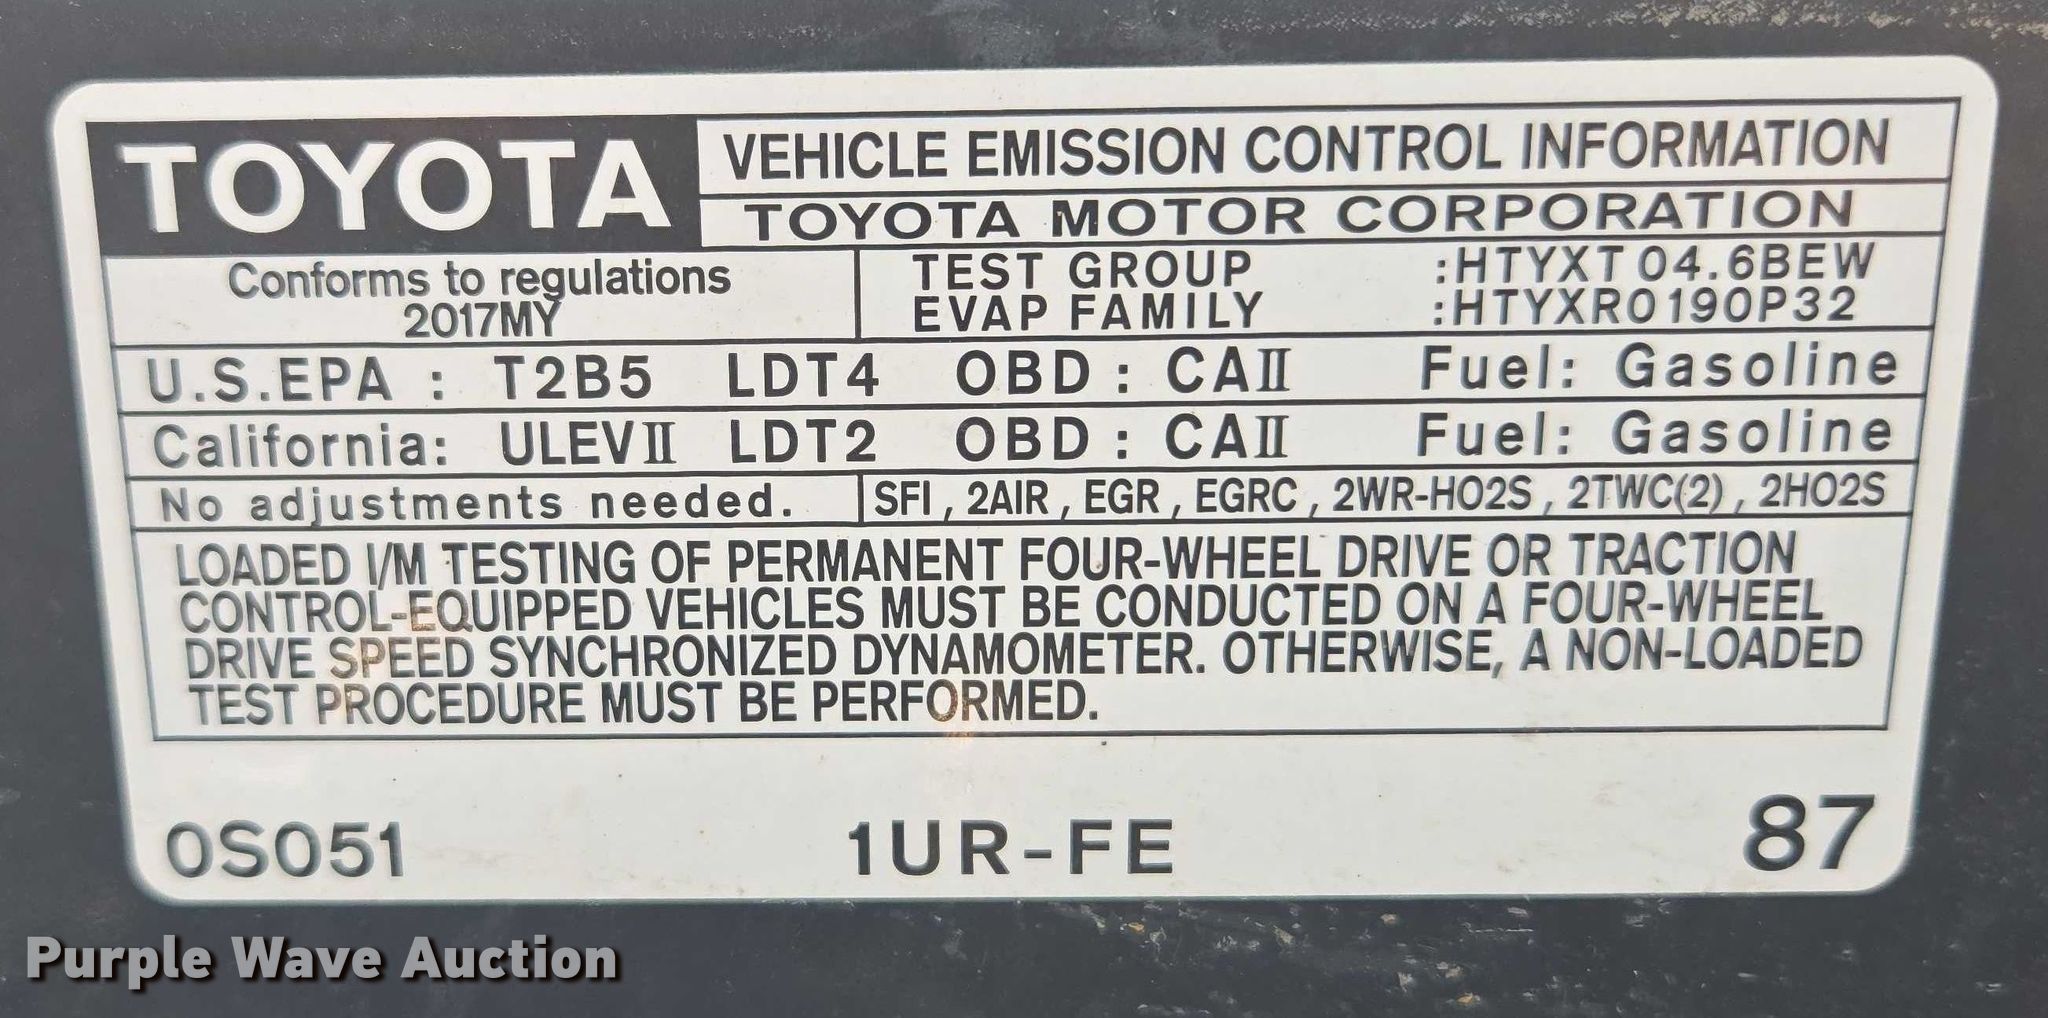 TOYOTA
VEHICLE EMISSION CONTROL INFORMATION
TOYOTA MOTOR CORPORATION
Conforms to regulations
2017MY
TEST GROUP :HTYXT04.6BEW
EVAP FAMILY :HTYXR0190P32
U.S.EPA : T2B5 LDT4 OBD : CAII Fuel: Gasoline
California: ULEVII LDT2 OBD : CAII Fuel: Gasoline
No adjustments needed. SFI, 2AIR, EGR, EGRC, 2WR-HO2S, 2TWC(2), 2HO2S
LOADED I/M TESTING OF PERMANENT FOUR-WHEEL DRIVE OR TRACTION
CONTROL-EQUIPPED VEHICLES MUST BE CONDUCTED ON A FOUR-WHEEL
DRIVE SPEED SYNCHRONIZED DYNAMOMETER. OTHERWISE, A NON-LOADED
TEST PROCEDURE MUST BE PERFORMED.
0S051 1UR-FE 87
Purple Wave Auction